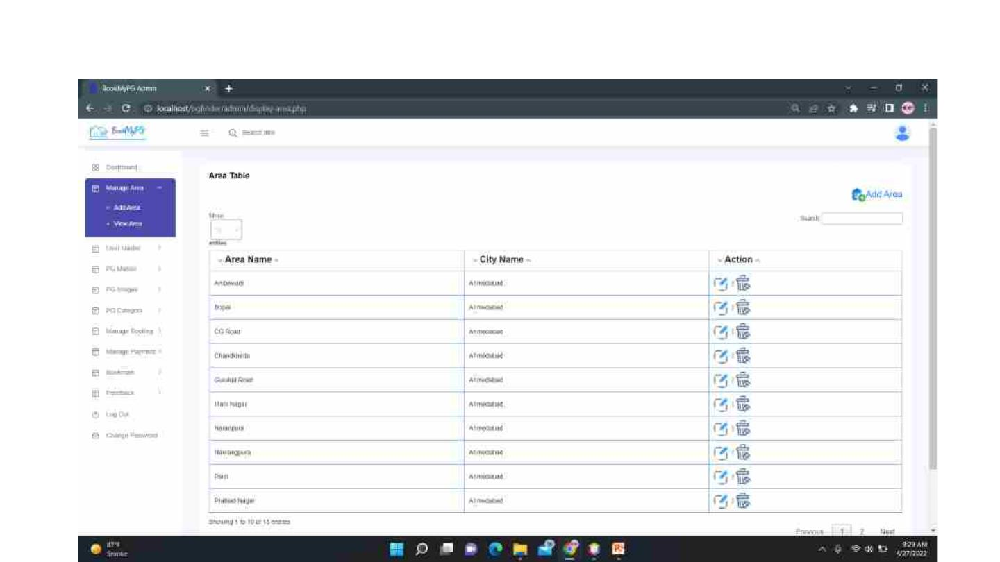 BookMyPG Admin
localhost/pgfinder/admin/display-area.php
BookMyPG
Search now
Dashboard
Manage Area
Add Area
View Area
User Master
PG Master
PG Images
PG Category
Manage Booking
Manage Payment
Bookmark
Feedback
Log Out
Change Password
Area Table
Add Area
Show
10
entries
Search:
Area Name
City Name
Action
Ambawadi
Ahmedabad
Bopal
Ahmedabad
CG Road
Ahmedabad
Chandkheda
Ahmedabad
Gurukul Road
Ahmedabad
Mani Nagar
Ahmedabad
Naranpura
Ahmedabad
Navrangpura
Ahmedabad
Paldi
Ahmedabad
Prahlad Nagar
Ahmedabad
Showing 1 to 10 of 15 entries
Previous 1 2 Next
87°F
Smoke
9:29 AM
4/27/2022